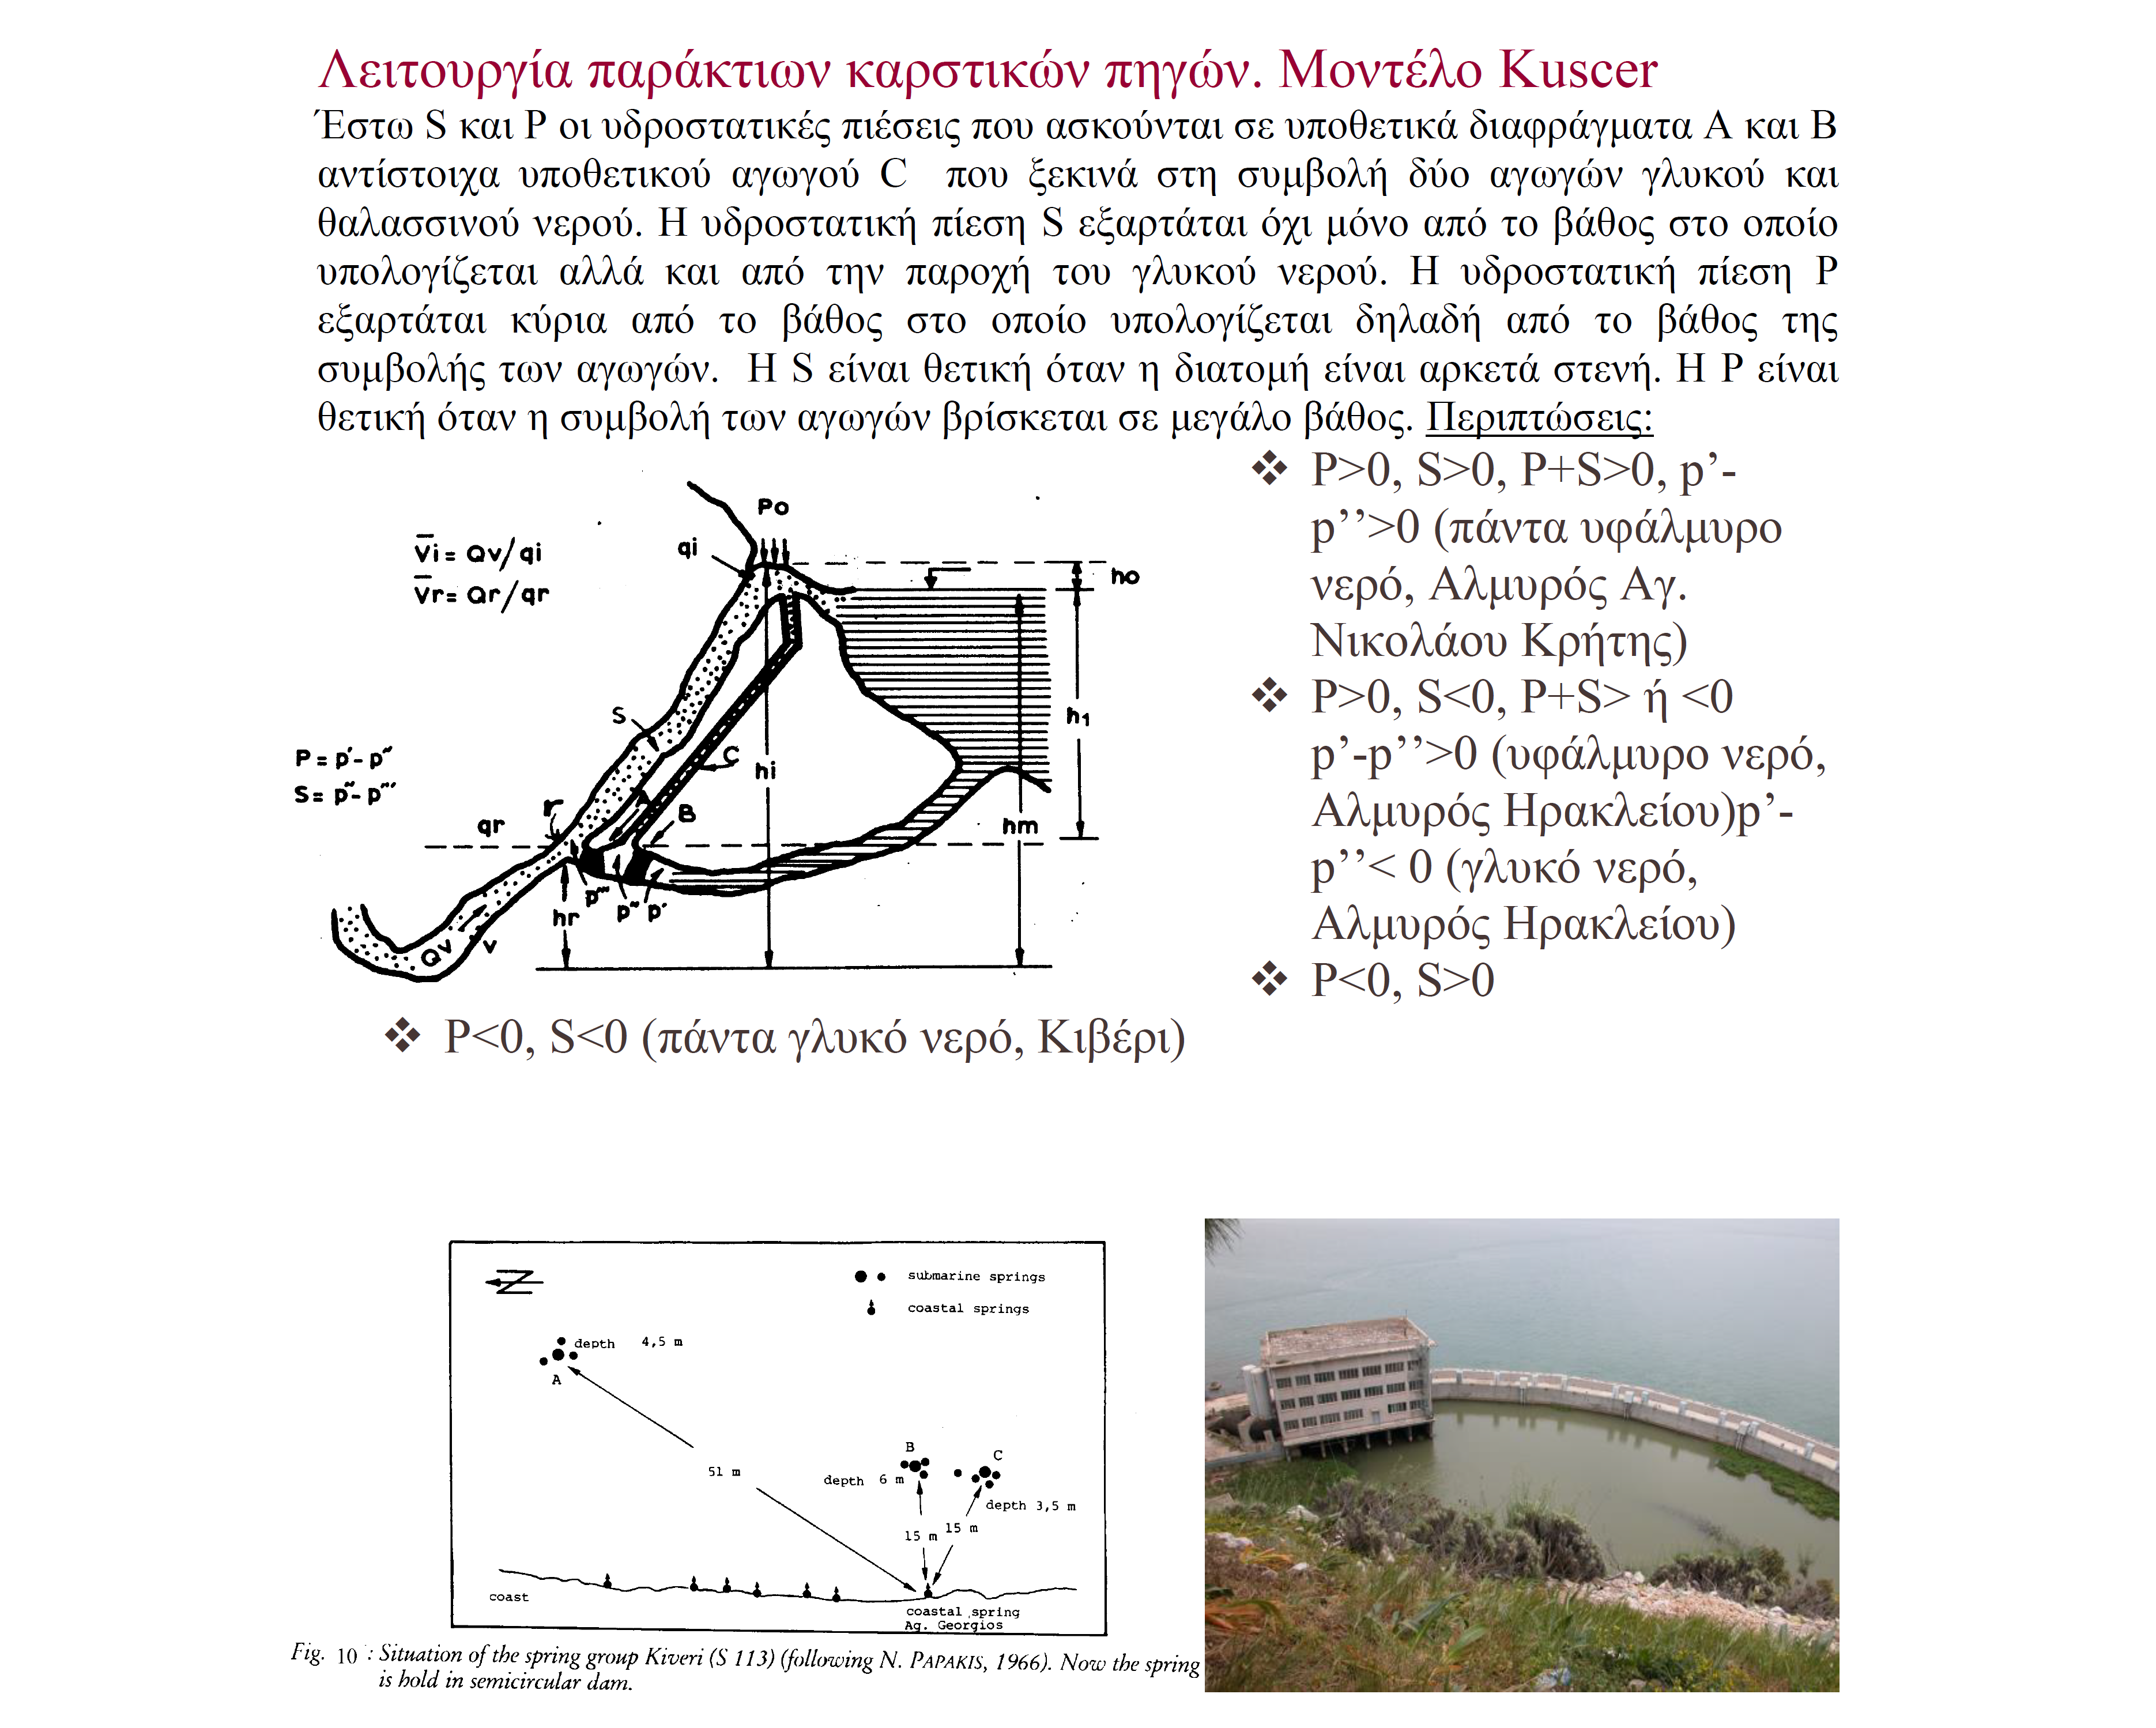 Λειτουργία παράκτιων καρστικών πηγών. Μοντέλο Kuscer
Έστω S και P οι υδροστατικές πιέσεις που ασκούνται σε υποθετικά διαφράγματα Α και Β
αντίστοιχα υποθετικού αγωγού C που ξεκινά στη συμβολή δύο αγωγών γλυκού και
θαλασσινού νερού. Η υδροστατική πίεση S εξαρτάται όχι μόνο από το βάθος στο οποίο
υπολογίζεται αλλά και από την παροχή του γλυκού νερού. Η υδροστατική πίεση P
εξαρτάται κύρια από το βάθος στο οποίο υπολογίζεται δηλαδή από το βάθος της
συμβολής των αγωγών. Η S είναι θετική όταν η διατομή είναι αρκετά στενή. Η P είναι
θετική όταν η συμβολή των αγωγών βρίσκεται σε μεγάλο βάθος. Περιπτώσεις:
❖ P>0, S>0, P+S>0, p’-
p’’>0 (πάντα υφάλμυρο
νερό, Αλμυρός Αγ.
Νικολάου Κρήτης)
❖ P>0, S<0, P+S> ή <0
p’-p’’>0 (υφάλμυρο νερό,
Αλμυρός Ηρακλείου)p’-
p’’< 0 (γλυκό νερό,
Αλμυρός Ηρακλείου)
❖ P<0, S>0
❖ P<0, S<0 (πάντα γλυκό νερό, Κιβέρι)
Po
qi
V̄i = Qv/qi
V̄r= Qr/qr
ho
S
h1
C
hi
P = p′- p″
S= p″- p‴
r
A
B
qr
hm
p‴
p″
p′
hr
Qv
v
N
submarine springs
coastal springs
depth 4,5 m
A
B
C
51 m
depth 6 m
depth 3,5 m
15 m
15 m
coast
coastal spring
Ag. Georgios
Fig. 10 : Situation of the spring group Kiveri (S 113) (following N. PAPAKIS, 1966). Now the spring
is hold in semicircular dam.